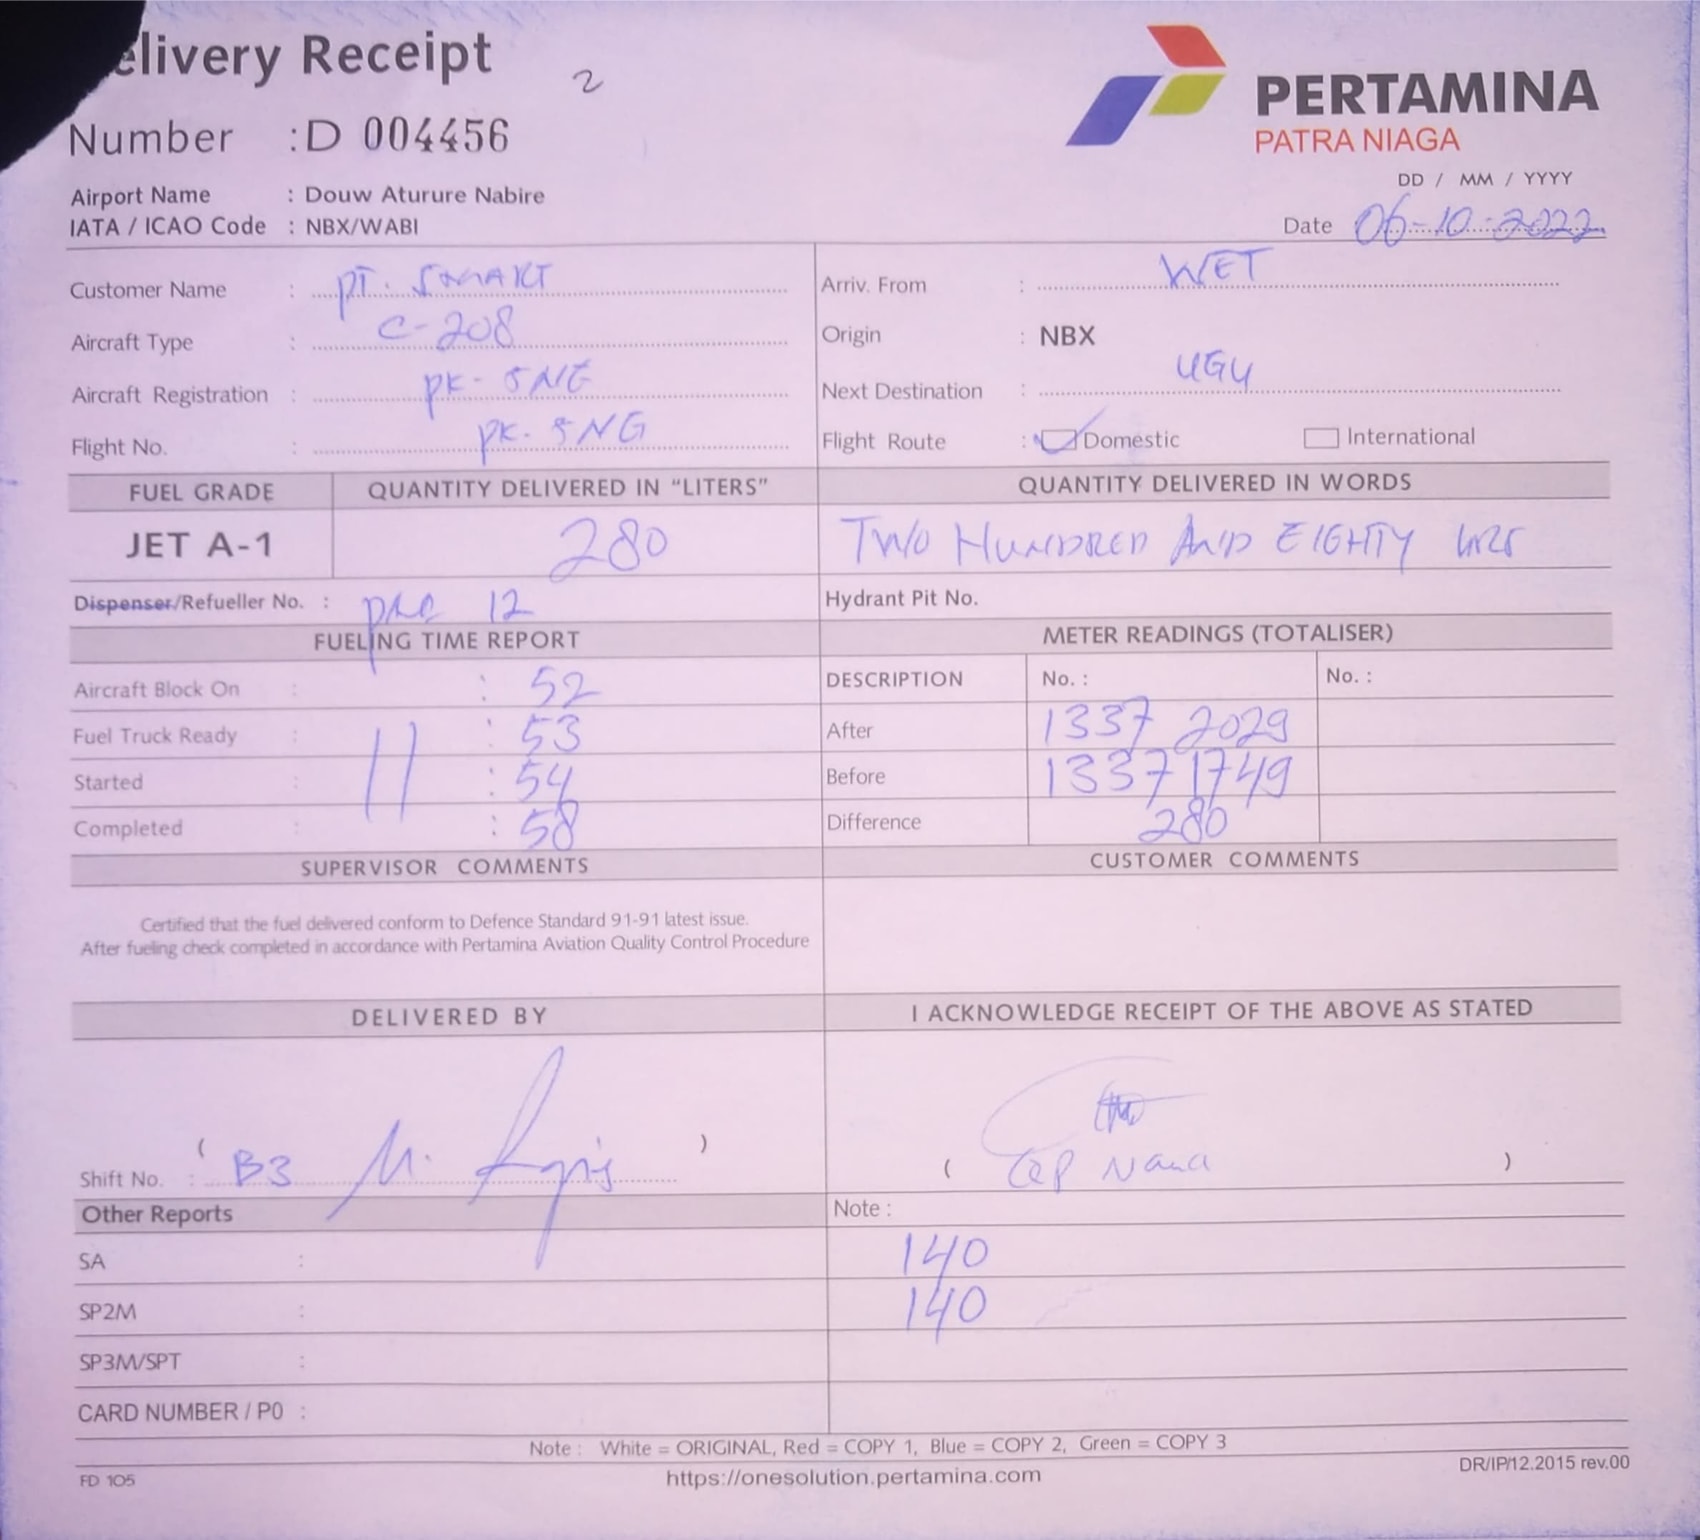 elivery Receipt
2
Number : D 004456
PERTAMINA
PATRA NIAGA
Airport Name : Douw Aturure Nabire
IATA / ICAO Code : NBX/WABI
DD / MM / YYYY
Date 06-10-2022
Customer Name : PT. SMART
Aircraft Type : C-208
Aircraft Registration : PK-SNG
Flight No. : PK-SNG
Arriv. From : WET
Origin : NBX
Next Destination : UGU
Flight Route : Domestic International
FUEL GRADE QUANTITY DELIVERED IN “LITERS” QUANTITY DELIVERED IN WORDS
JET A-1 280 TWO HUNDRED AND EIGHTY LTRS
Dispenser/Refueller No. : 12 Hydrant Pit No.
FUELING TIME REPORT METER READINGS (TOTALISER)
Aircraft Block On : : 52 DESCRIPTION No. : No. :
Fuel Truck Ready : 11 : 53 After 1337 2029
Started : : 54 Before 13371749
Completed : : 58 Difference 280
SUPERVISOR COMMENTS CUSTOMER COMMENTS
Certified that the fuel delivered conform to Defence Standard 91-91 latest issue.
After fueling check completed in accordance with Pertamina Aviation Quality Control Procedure
DELIVERED BY I ACKNOWLEDGE RECEIPT OF THE ABOVE AS STATED
( )
Shift No. : B3 M.
( Cep Nana )
Other Reports Note :
SA : 140
SP2M : 140
SP3M/SPT :
CARD NUMBER / P0 :
Note : White = ORIGINAL, Red = COPY 1, Blue = COPY 2, Green = COPY 3
FD 105 https://onesolution.pertamina.com DR/IP/12.2015 rev.00